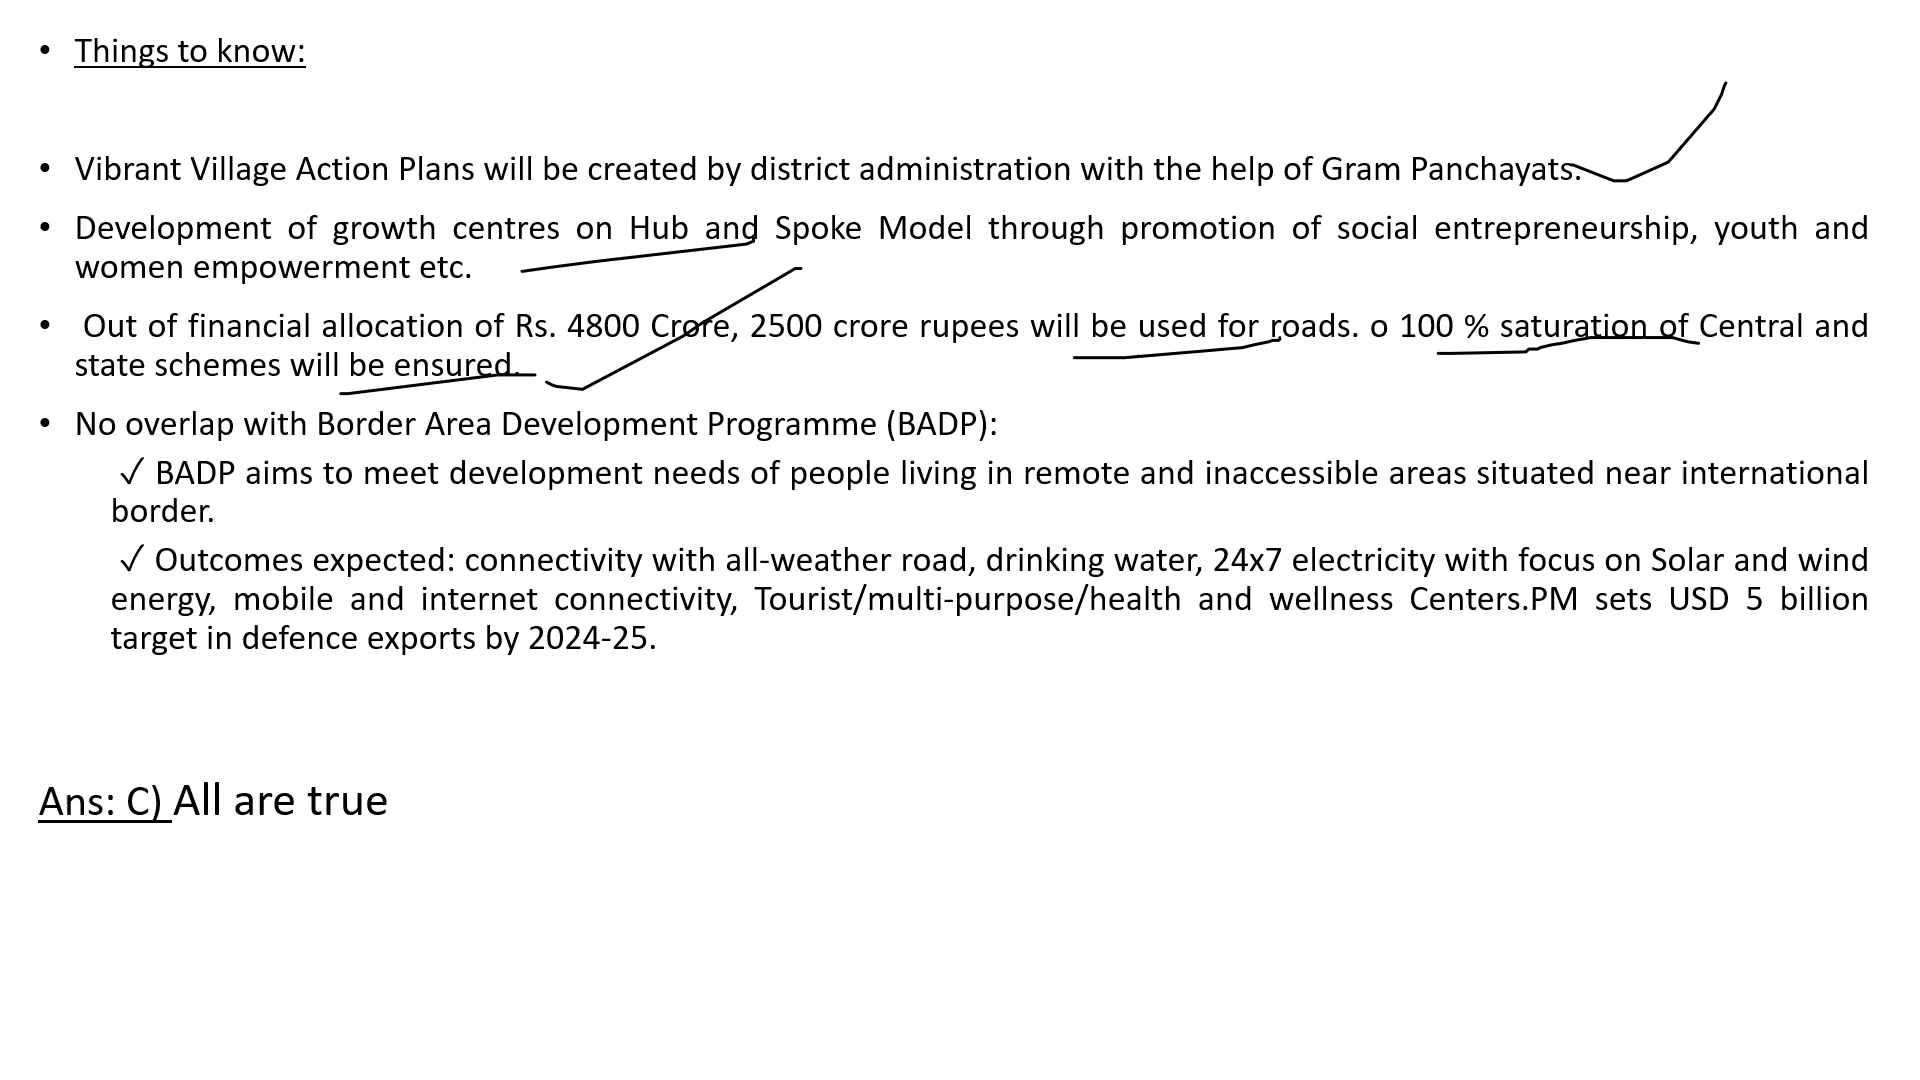 • Things to know:
• Vibrant Village Action Plans will be created by district administration with the help of Gram Panchayats.
• Development of growth centres on Hub and Spoke Model through promotion of social entrepreneurship, youth and
women empowerment etc.
• Out of financial allocation of Rs. 4800 Crore, 2500 crore rupees will be used for roads. o 100 % saturation of Central and
state schemes will be ensured.
• No overlap with Border Area Development Programme (BADP):
✓ BADP aims to meet development needs of people living in remote and inaccessible areas situated near international
border.
✓ Outcomes expected: connectivity with all-weather road, drinking water, 24x7 electricity with focus on Solar and wind
energy, mobile and internet connectivity, Tourist/multi-purpose/health and wellness Centers.PM sets USD 5 billion
target in defence exports by 2024-25.
Ans: C) All are true